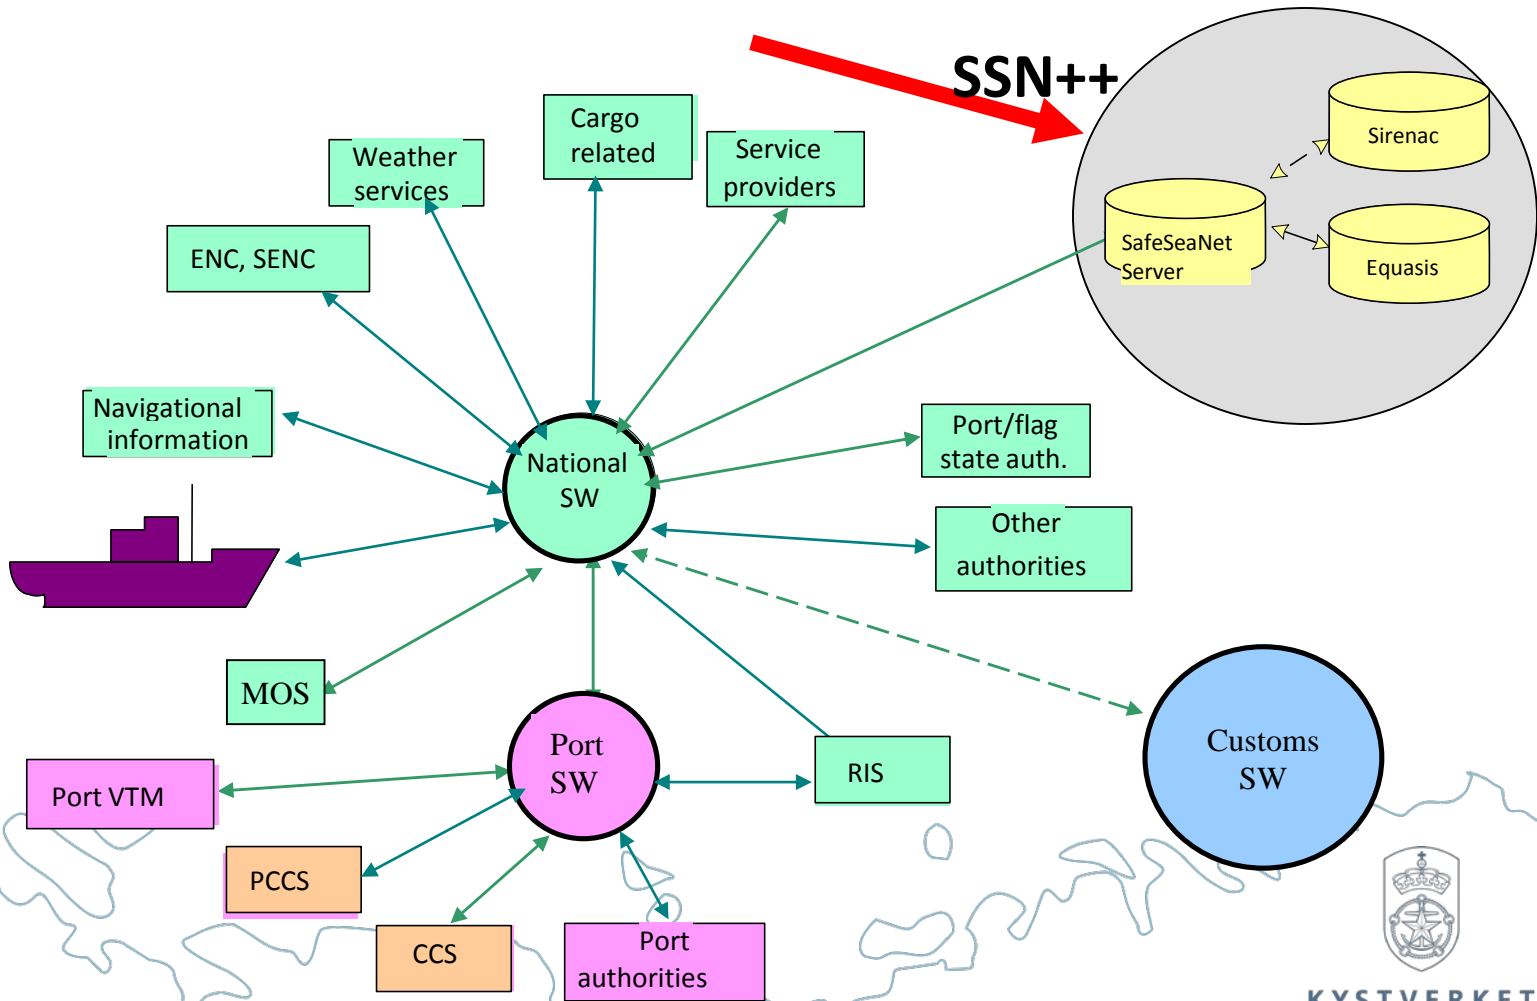 SSN++
Sirenac
SafeSeaNet
Server
Equasis
Cargo
related
Weather
services
Service
providers
ENC, SENC
Navigational
information
National
SW
Port/flag
state auth.
Other
authorities
MOS
Port
SW
RIS
Customs
SW
Port VTM
PCCS
CCS
Port
authorities
KYSTVERKET